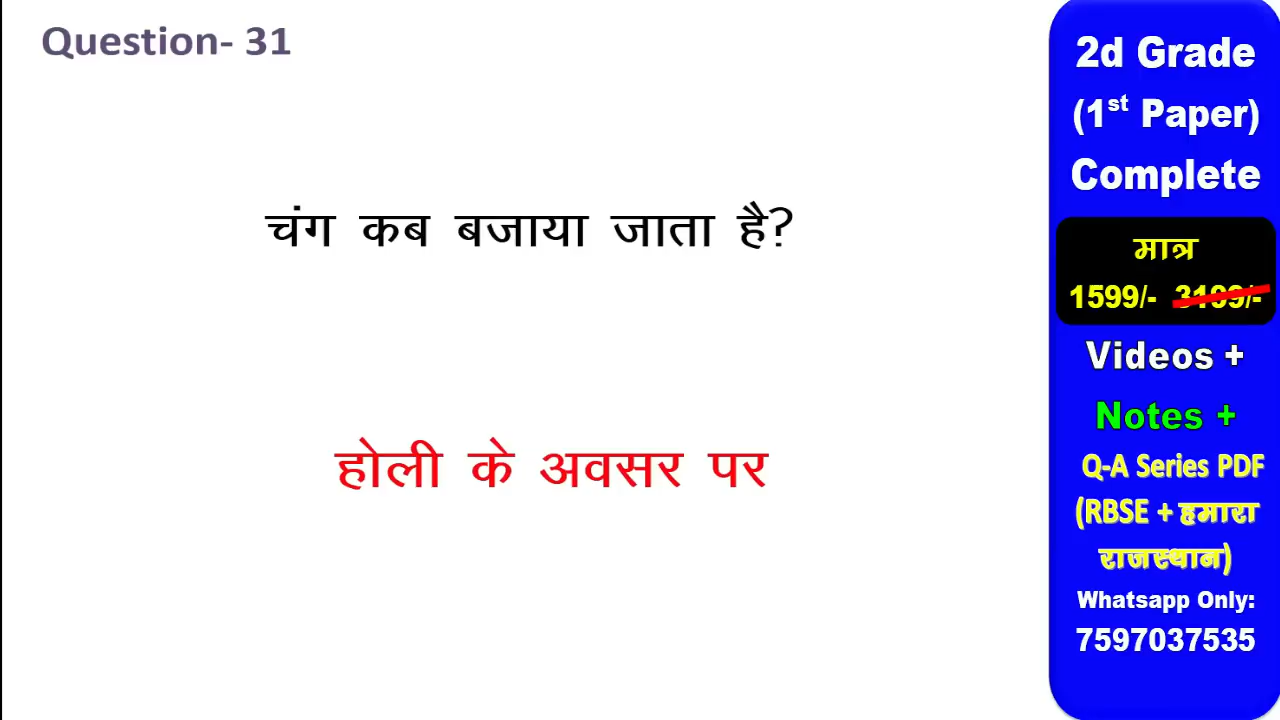 Question- 31
चंग कब बजाया जाता है?
होली के अवसर पर
2d Grade
(1st Paper)
Complete
मात्र
1599/- 3199/-
Videos +
Notes +
Q-A Series PDF
(RBSE + हमारा
राजस्थान)
Whatsapp Only:
7597037535